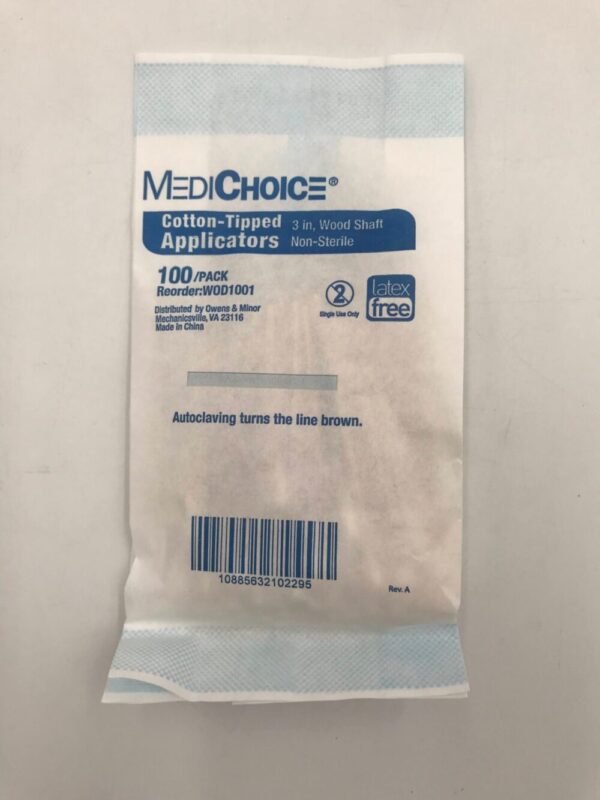 MEDICHOICE®
Cotton-Tipped Applicators
3 in, Wood Shaft
Non-Sterile
100/PACK
Reorder:WOD1001
Distributed by Owens & Minor
Mechanicsville, VA 23116
Made in China
2
Single Use Only
latex
free
Autoclaving turns the line brown.
10885632102295
Rev. A